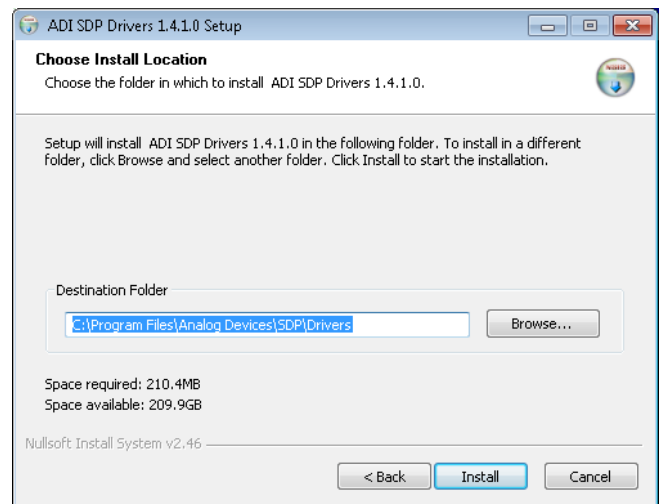 ADI SDP Drivers 1.4.1.0 Setup
Choose Install Location
Choose the folder in which to install ADI SDP Drivers 1.4.1.0.
Setup will install ADI SDP Drivers 1.4.1.0 in the following folder. To install in a different
folder, click Browse and select another folder. Click Install to start the installation.
Destination Folder
C:\Program Files\Analog Devices\SDP\Drivers
Browse...
Space required: 210.4MB
Space available: 209.9GB
Nullsoft Install System v2.46
< Back
Install
Cancel